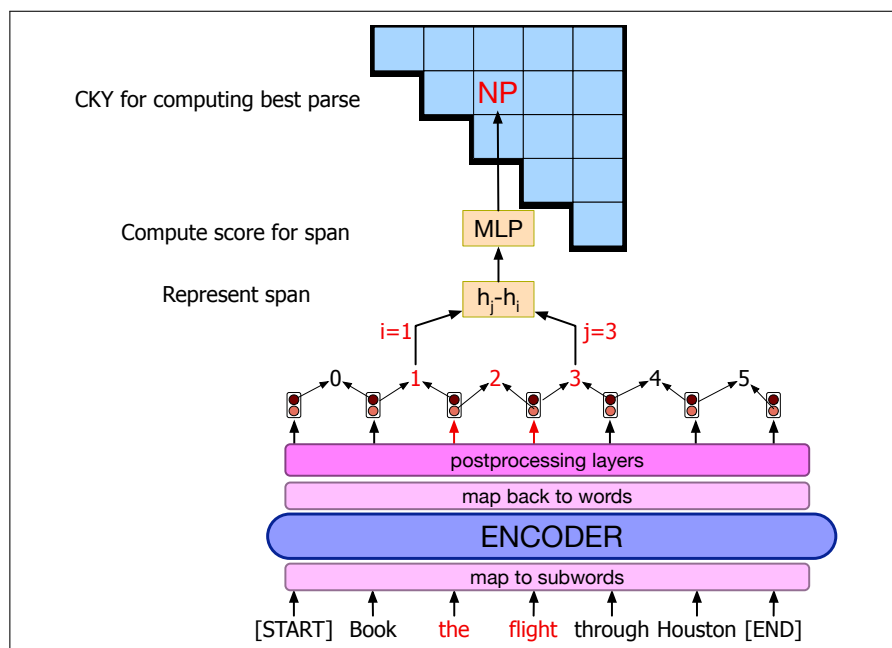 CKY for computing best parse
NP
Compute score for span
MLP
Represent span
hj-hi
i=1
j=3
0 1 2 3 4 5
postprocessing layers
map back to words
ENCODER
map to subwords
[START] Book the flight through Houston [END]